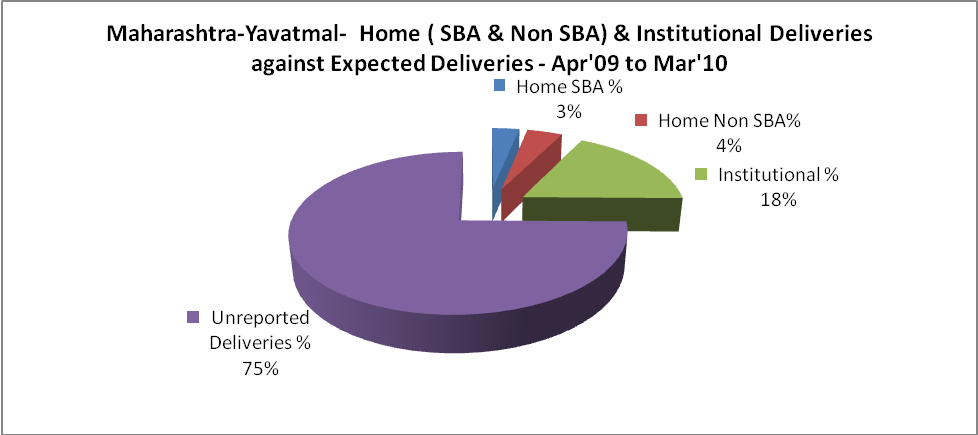 Maharashtra-Yavatmal-  Home ( SBA & Non SBA) & Institutional Deliveries
against Expected Deliveries - Apr'09 to Mar'10
Home SBA %
3%
Home Non SBA%
4%
Institutional %
18%
Unreported
Deliveries %
75%